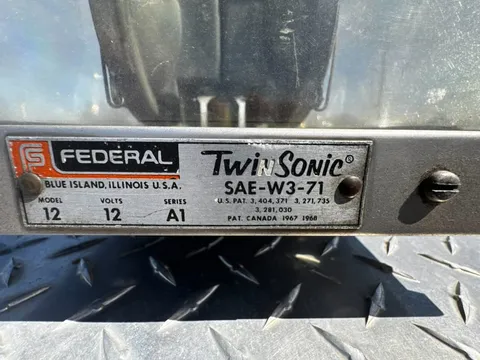 FEDERAL
BLUE ISLAND, ILLINOIS U.S.A.
MODEL VOLTS SERIES
12 12 A1
TWINSONIC®
SAE-W3-71
U.S. PAT. 3,404,371 3,271,735
3,281,030
PAT. CANADA 1967 1968